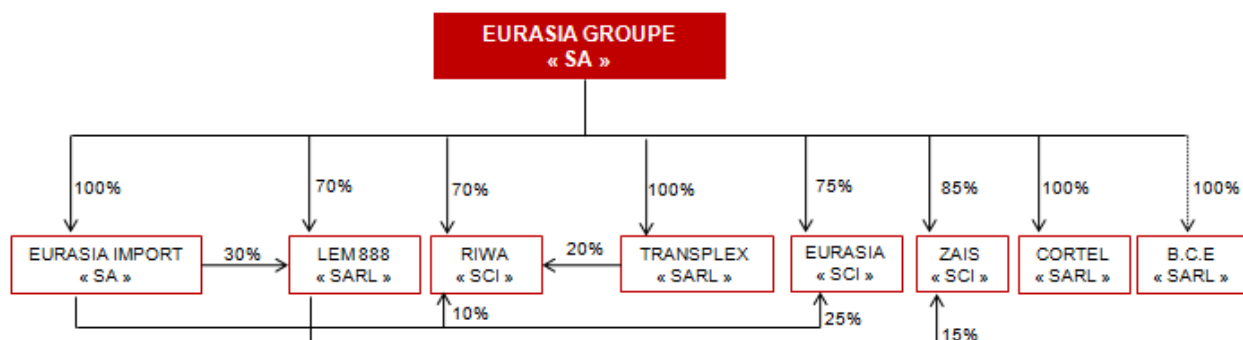 EURASIA GROUPE
« SA »
100%
70%
70%
100%
75%
85%
100%
100%
EURASIA IMPORT
« SA »
30%
LEM888
« SARL »
RIWA
« SCI »
20%
TRANSPLEX
« SARL »
EURASIA
« SCI »
ZAIS
« SCI »
CORTEL
« SARL »
B.C.E
« SARL »
10%
25%
15%